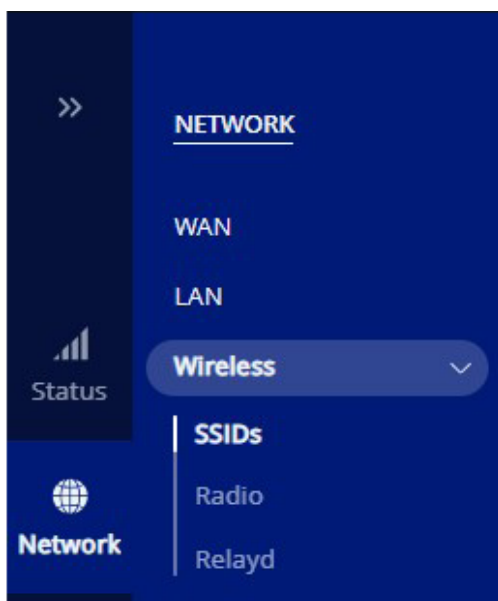 NETWORK
WAN
LAN
Status
Wireless
SSIDs
Network
Radio
Relayd